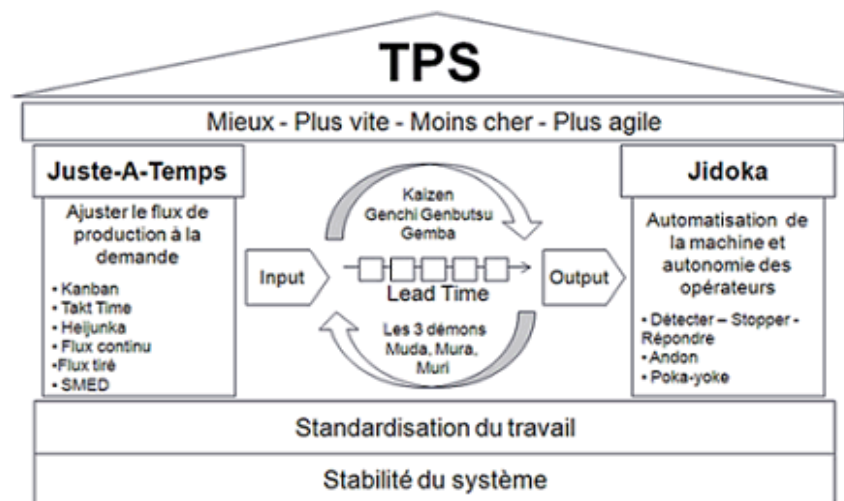 TPS
Mieux - Plus vite - Moins cher - Plus agile
Juste-A-Temps
Ajuster le flux de
production à la
demande
• Kanban
• Takt Time
• Heijunka
• Flux continu
•Flux tiré
• SMED
Input
Kaizen
Genchi Genbutsu
Gemba
Lead Time
Les 3 démons
Muda, Mura,
Muri
Output
Jidoka
Automatisation de
la machine et
autonomie des
opérateurs
• Détecter – Stopper -
Répondre
• Andon
• Poka-yoke
Standardisation du travail
Stabilité du système